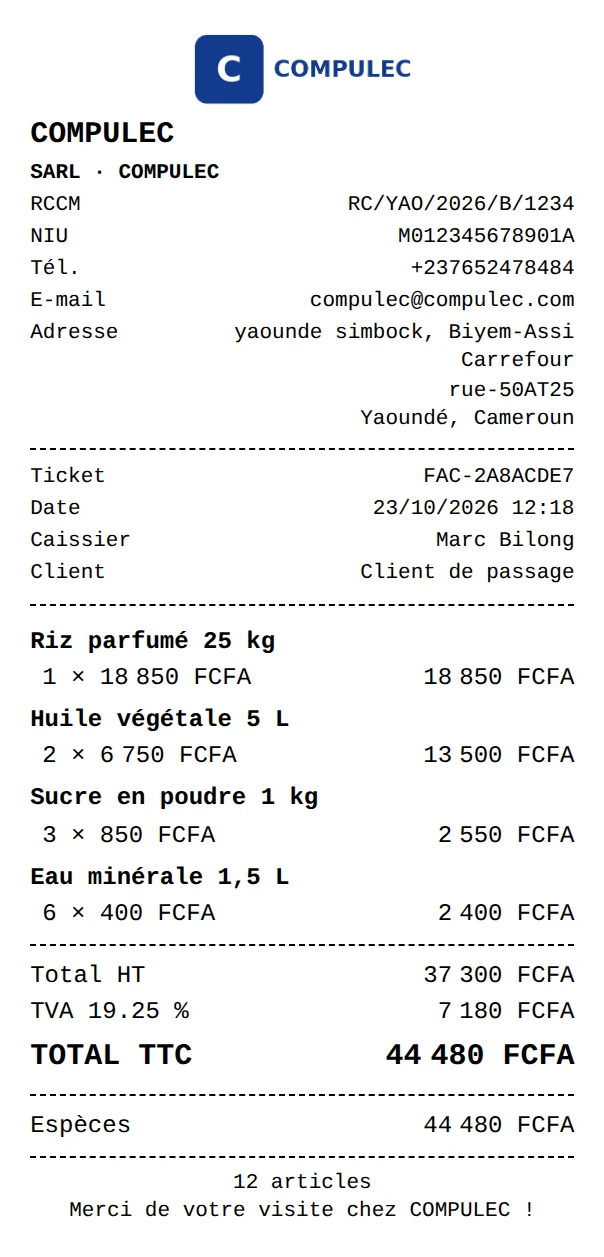 C COMPULEC
COMPULEC
SARL · COMPULEC
RCCM RC/YAO/2026/B/1234
NIU M012345678901A
Tél. +237652478484
E-mail compulec@compulec.com
Adresse yaounde simbock, Biyem-Assi
Carrefour
rue-50AT25
Yaoundé, Cameroun
Ticket FAC-2A8ACDE7
Date 23/10/2026 12:18
Caissier Marc Bilong
Client Client de passage
Riz parfumé 25 kg
1 × 18 850 FCFA 18 850 FCFA
Huile végétale 5 L
2 × 6 750 FCFA 13 500 FCFA
Sucre en poudre 1 kg
3 × 850 FCFA 2 550 FCFA
Eau minérale 1,5 L
6 × 400 FCFA 2 400 FCFA
Total HT 37 300 FCFA
TVA 19.25 % 7 180 FCFA
TOTAL TTC 44 480 FCFA
Espèces 44 480 FCFA
12 articles
Merci de votre visite chez COMPULEC !